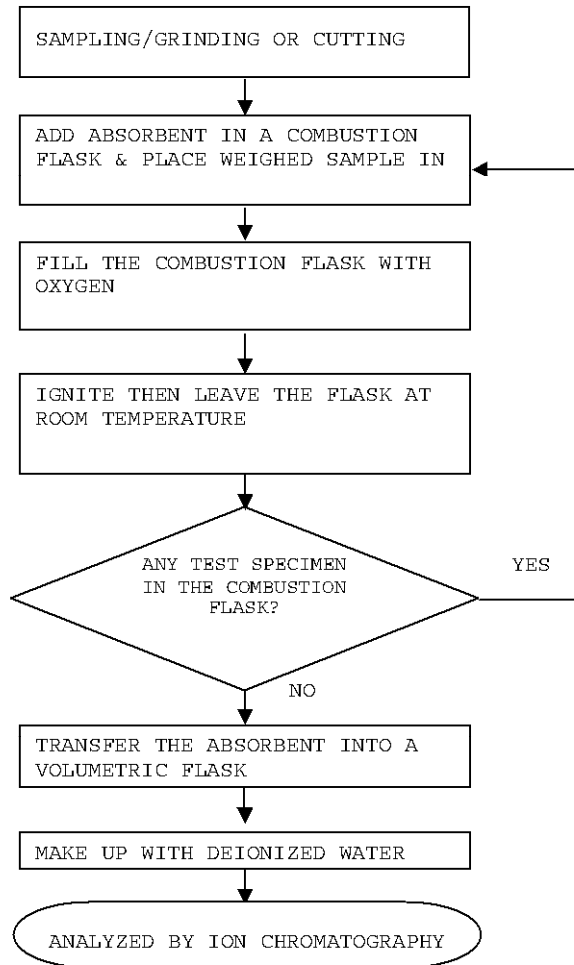 SAMPLING/GRINDING OR CUTTING
ADD ABSORBENT IN A COMBUSTION
FLASK & PLACE WEIGHED SAMPLE IN
FILL THE COMBUSTION FLASK WITH
OXYGEN
IGNITE THEN LEAVE THE FLASK AT
ROOM TEMPERATURE
ANY TEST SPECIMEN
IN THE COMBUSTION
FLASK?
YES
NO
TRANSFER THE ABSORBENT INTO A
VOLUMETRIC FLASK
MAKE UP WITH DEIONIZED WATER
ANALYZED BY ION CHROMATOGRAPHY